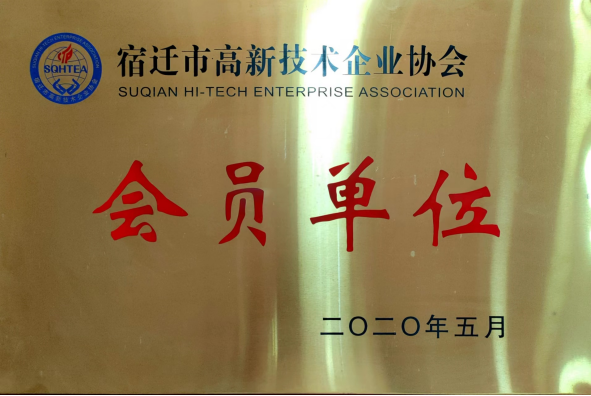 SQHTEA
宿迁市高新技术企业协会
SUQIAN HI-TECH ENTERPRISE ASSOCIATION
会员单位
二〇二〇年五月